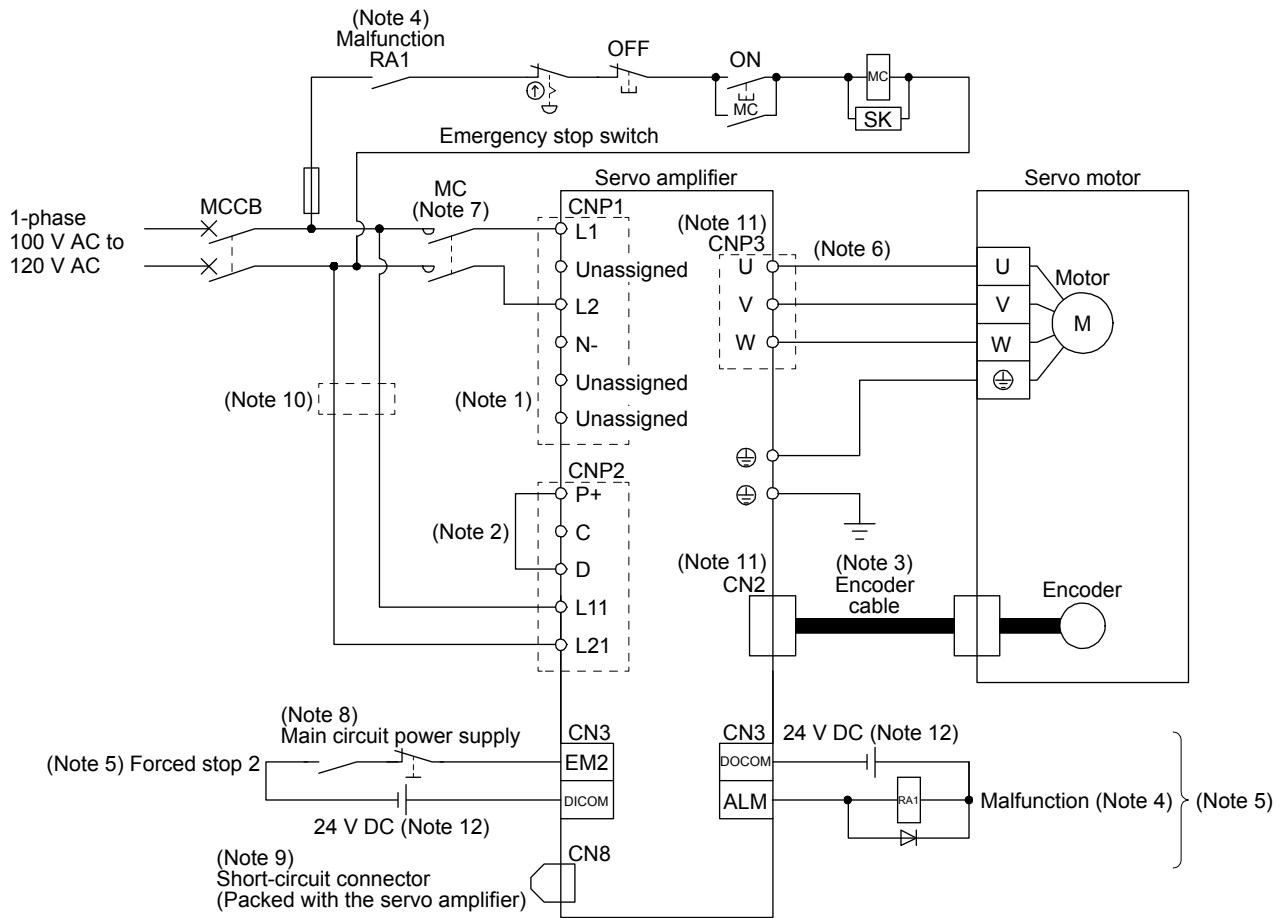 (Note 4)
Malfunction
RA1
OFF
ON
MC
MC
SK
Emergency stop switch
1-phase
100 V AC to
120 V AC
MCCB
MC
(Note 7)
Servo amplifier
Servo motor
CNP1
L1
Unassigned
L2
N-
Unassigned
Unassigned
(Note 1)
(Note 10)
(Note 11)
CNP3
U
V
W
(Note 6)
U
V
W
Motor
M
CNP2
P+
C
D
L11
L21
(Note 2)
(Note 11)
CN2
(Note 3)
Encoder
cable
Encoder
(Note 8)
Main circuit power supply
(Note 5) Forced stop 2
24 V DC (Note 12)
CN3
EM2
DICOM
CN3
DOCOM
ALM
24 V DC (Note 12)
RA1
Malfunction (Note 4)
(Note 5)
(Note 9)
Short-circuit connector
(Packed with the servo amplifier)
CN8